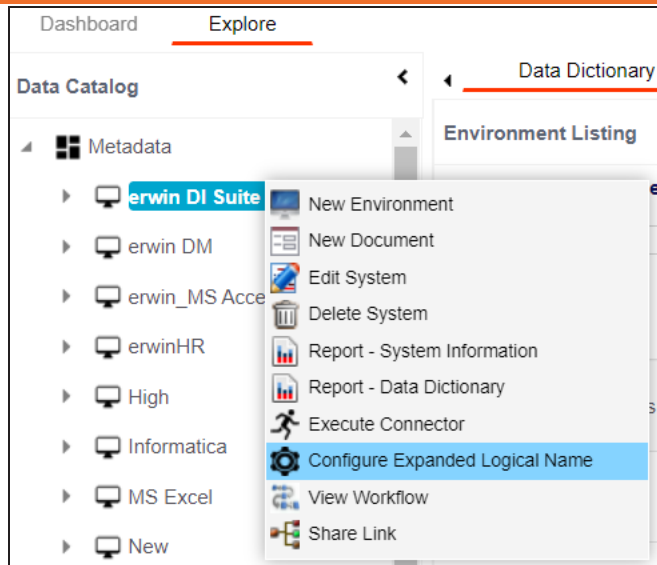 Dashboard Explore
Data Catalog
Data Dictionary
Environment Listing
Metadata
erwin DI Suite
erwin DM
erwin_MS Acce
erwinHR
High
Informatica
MS Excel
New
New Environment
New Document
Edit System
Delete System
Report - System Information
Report - Data Dictionary
Execute Connector
Configure Expanded Logical Name
View Workflow
Share Link